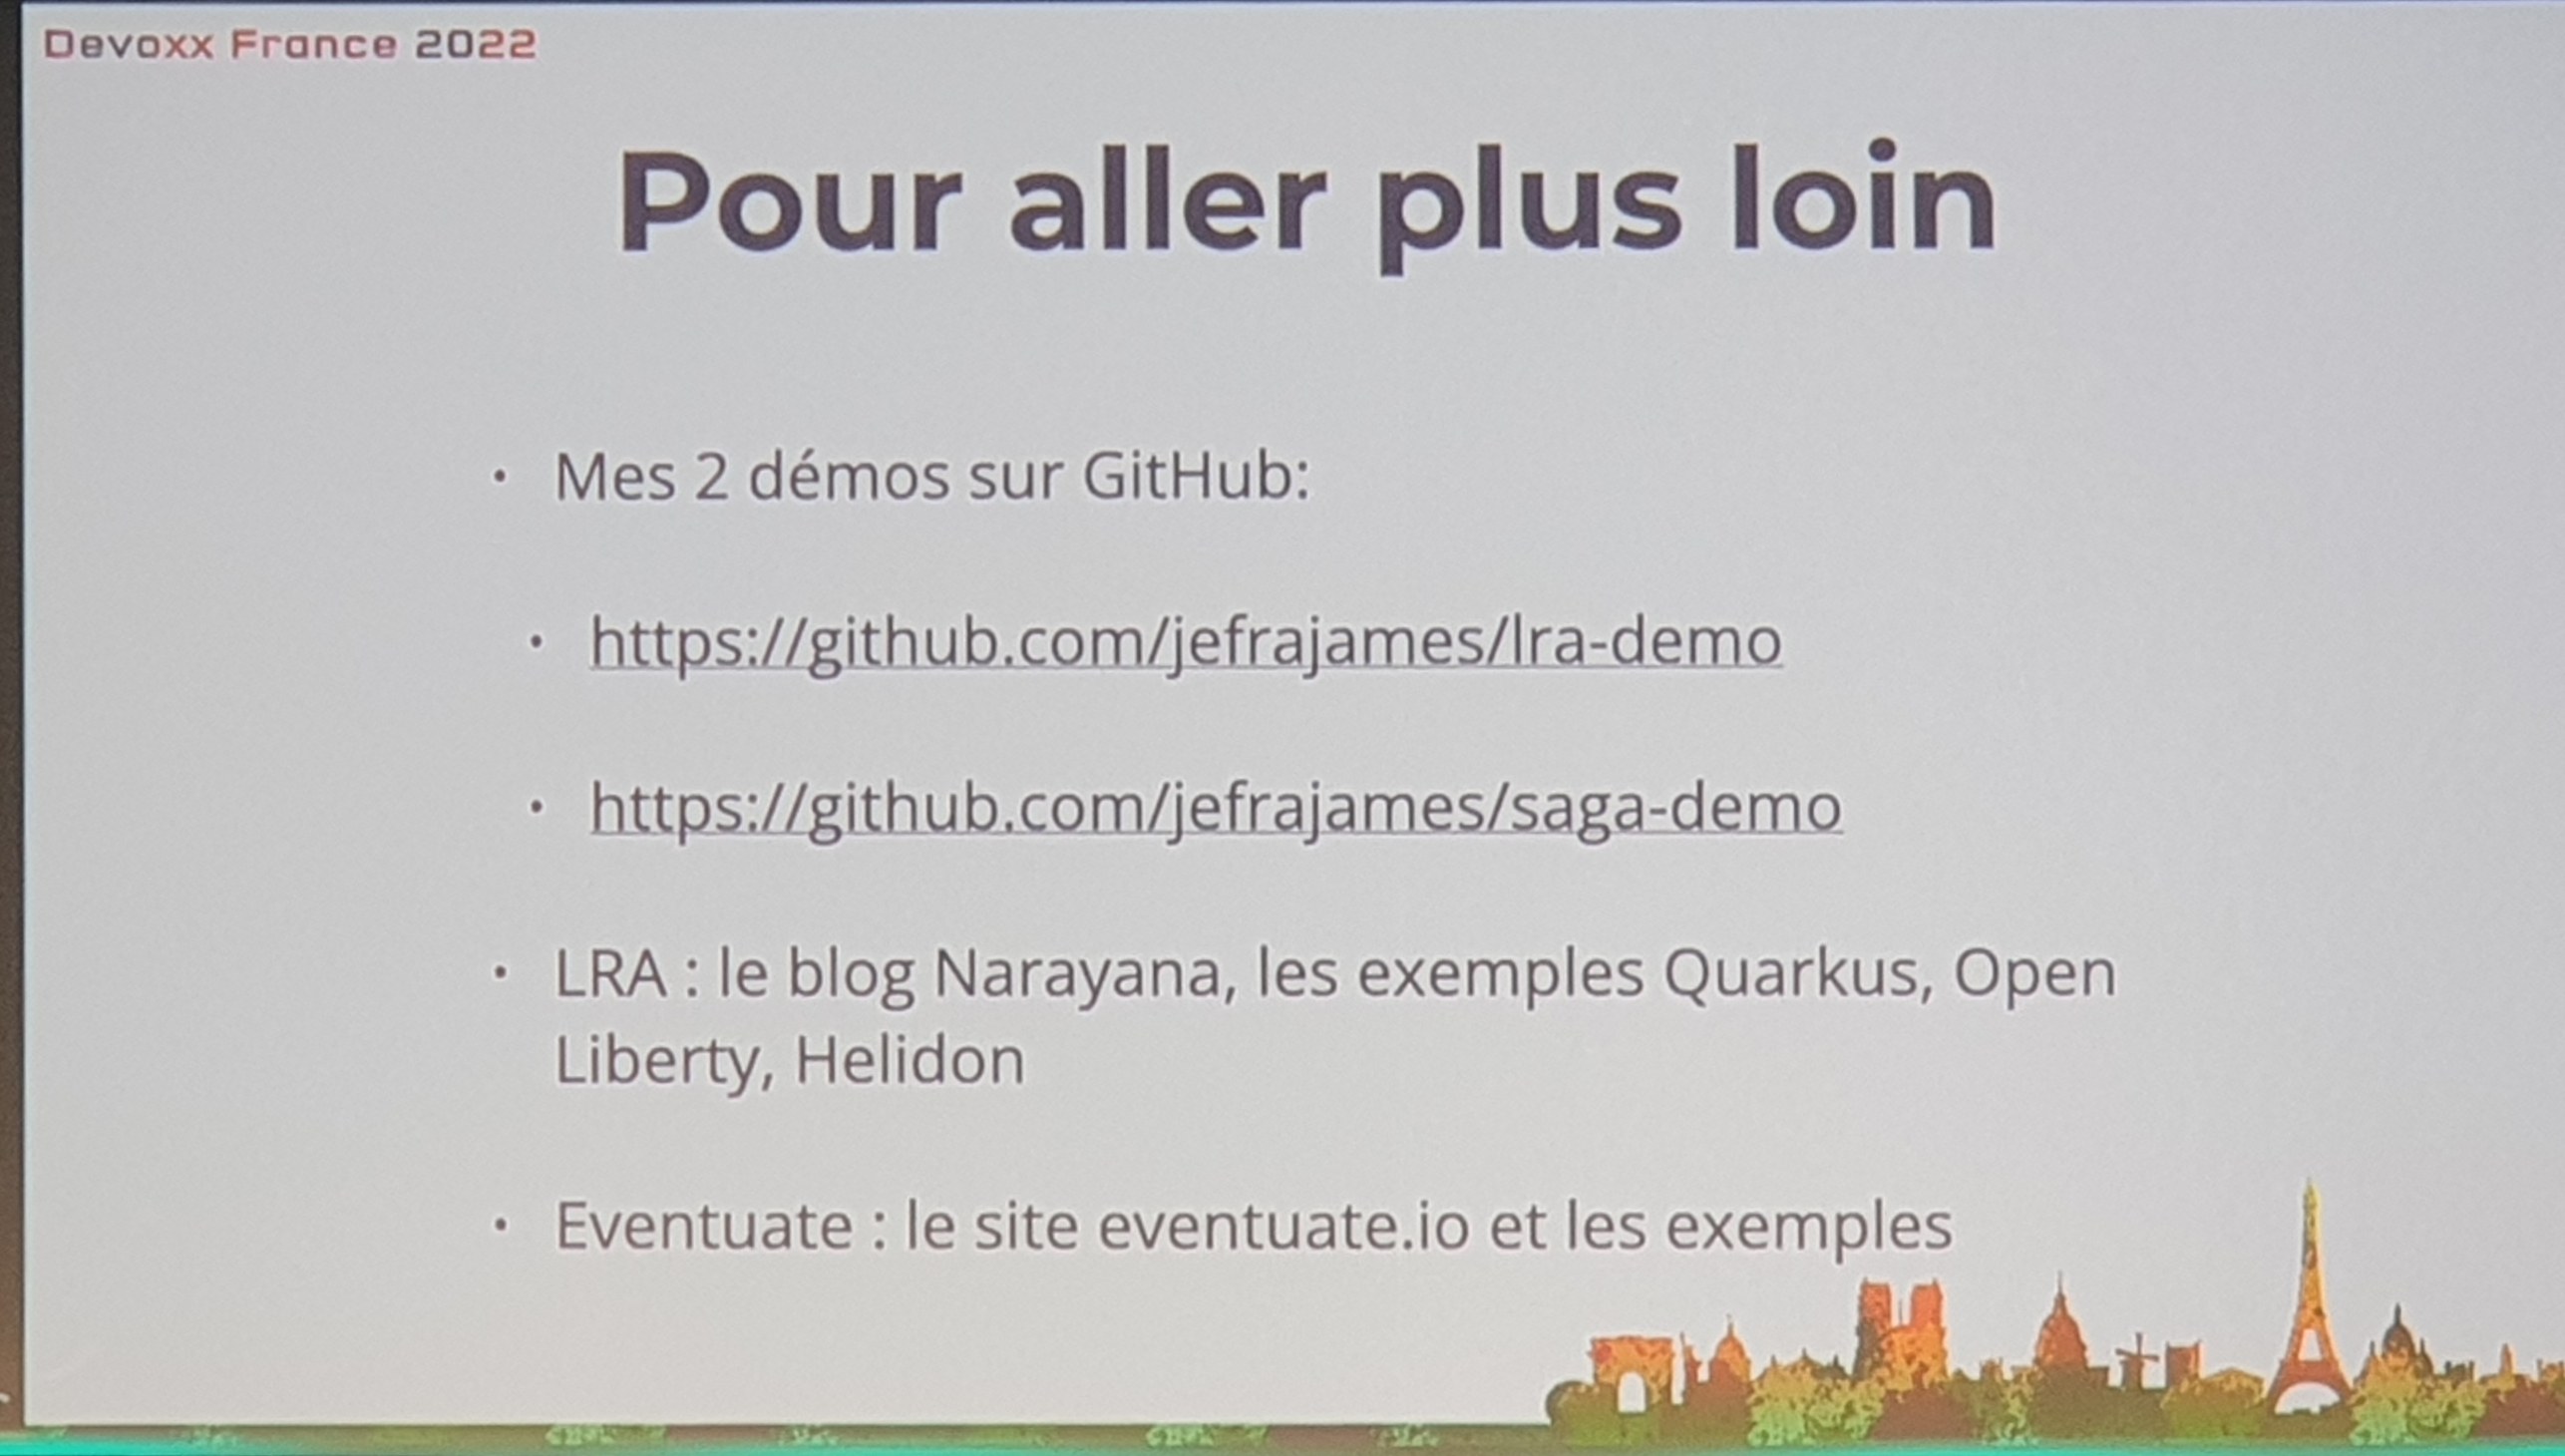 Devoxx France 2022
Pour aller plus loin
• Mes 2 démos sur GitHub:
• https://github.com/jefrajames/lra-demo
• https://github.com/jefrajames/saga-demo
• LRA : le blog Narayana, les exemples Quarkus, Open
Liberty, Helidon
• Eventuate : le site eventuate.io et les exemples